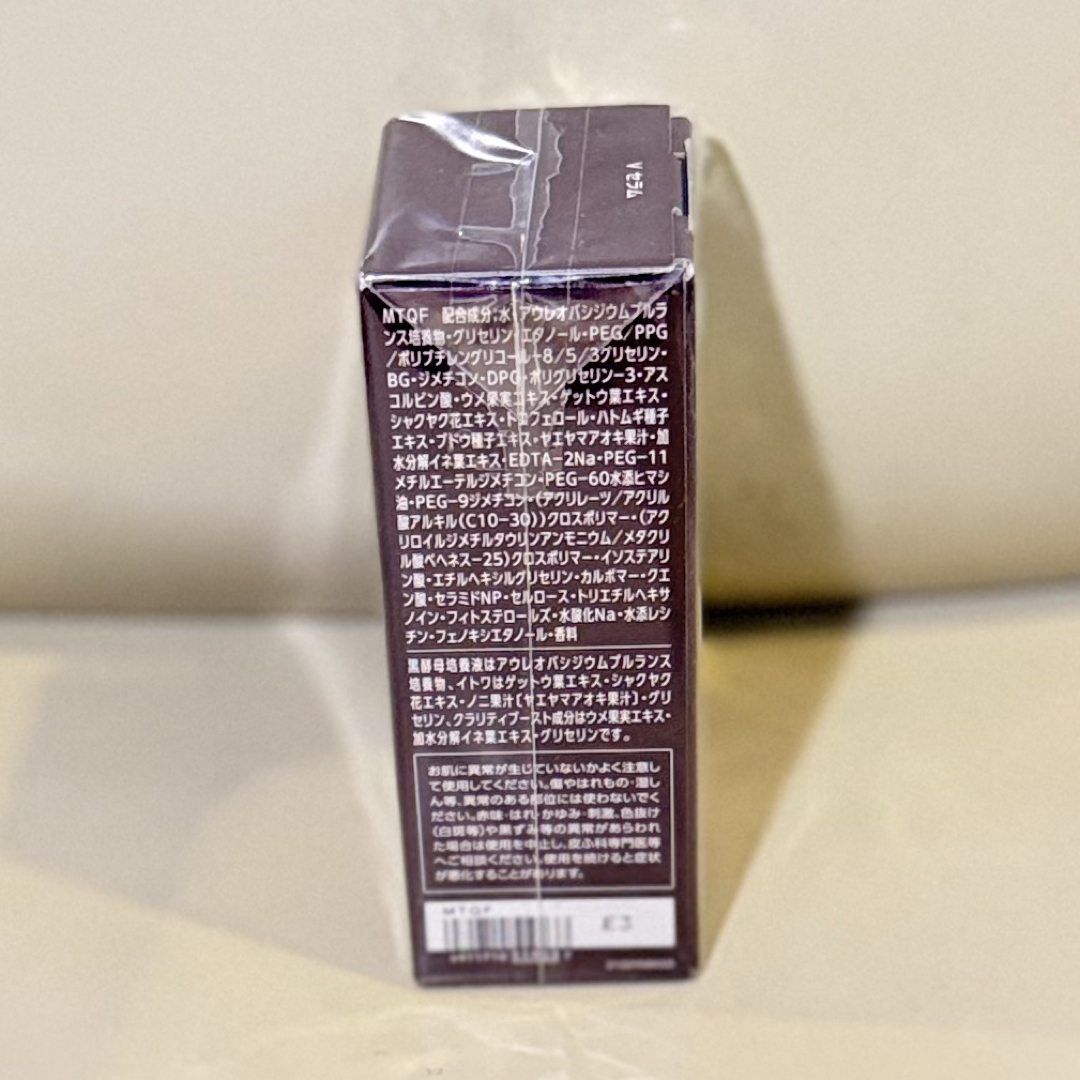 V セラム
MTQF 配合成分:水・アウレオバシジウムプルラ
ンス培養物・グリセリン・エタノール・PEG/PPG
/ポリブチレングリコール-8/5/3グリセリン・
BG・ジメチコン・DPG・ポリグリセリン-3・アス
コルビン酸・ウメ果実エキス・ゲットウ葉エキス・
シャクヤク花エキス・トコフェロール・ハトムギ種子
エキス・ブドウ種子エキス・ヤエヤマアオキ果汁・加
水分解イネ葉エキス・EDTA-2Na・PEG-11
メチルエーテルジメチコン・PEG-60水添ヒマシ
油・PEG-9ジメチコン・(アクリレーツ/アクリル
酸アルキル(C10-30))クロスポリマー・(アク
リロイルジメチルタウリンアンモニウム/メタクリ
ル酸ベヘネス-25)クロスポリマー・イソステアリ
ン酸・エチルヘキシルグリセリン・カルボマー・クエ
ン酸・セラミドNP・セルロース・トリエチルヘキサ
ノイン・フィトステロールズ・水酸化Na・水添レシ
チン・フェノキシエタノール・香料
黒酵母培養液はアウレオバシジウムプルランス
培養物、イトワはゲットウ葉エキス・シャクヤク
花エキス・ノニ果汁〔ヤエヤマアオキ果汁〕・グリ
セリン、クラリティブースト成分はウメ果実エキス・
加水分解イネ葉エキス・グリセリンです。
お肌に異常が生じていないかよく注意し
て使用してください。傷やはれもの・湿し
ん等、異常のある部位には使わないでく
ださい。赤味・はれ・かゆみ・刺激、色抜け
(白斑等)や黒ずみ等の異常があらわれ
た場合は使用を中止し、皮ふ科専門医等
へご相談ください。使用を続けると症状
が悪化することがあります。
MTQF
E3